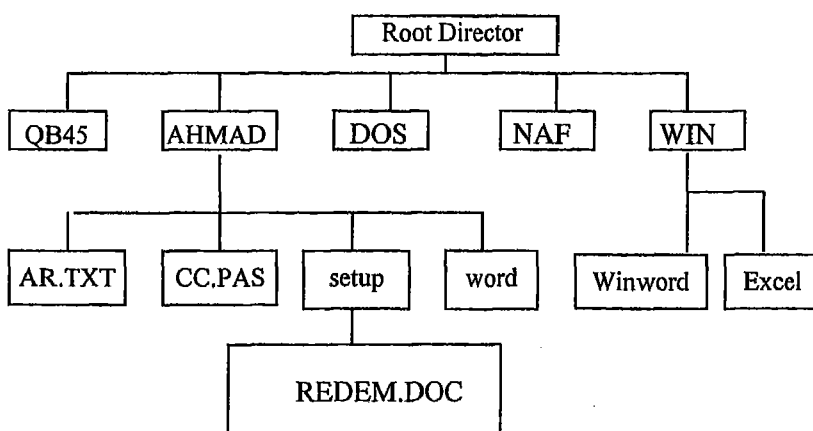 Root Director
QB45
AHMAD
DOS
NAF
WIN
AR.TXT
CC.PAS
setup
word
Winword
Excel
REDEM.DOC